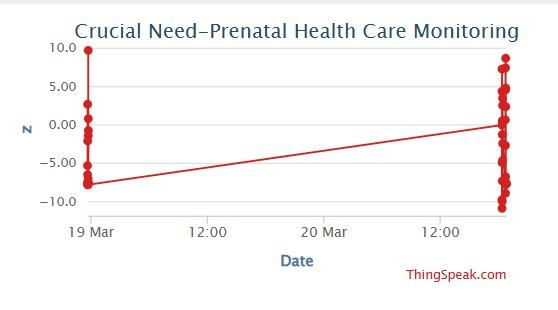 Crucial Need-Prenatal Health Care Monitoring
10.0
5.00
0.00
-5.00
-10.0
z
19 Mar 12:00 20 Mar 12:00
Date
ThingSpeak.com